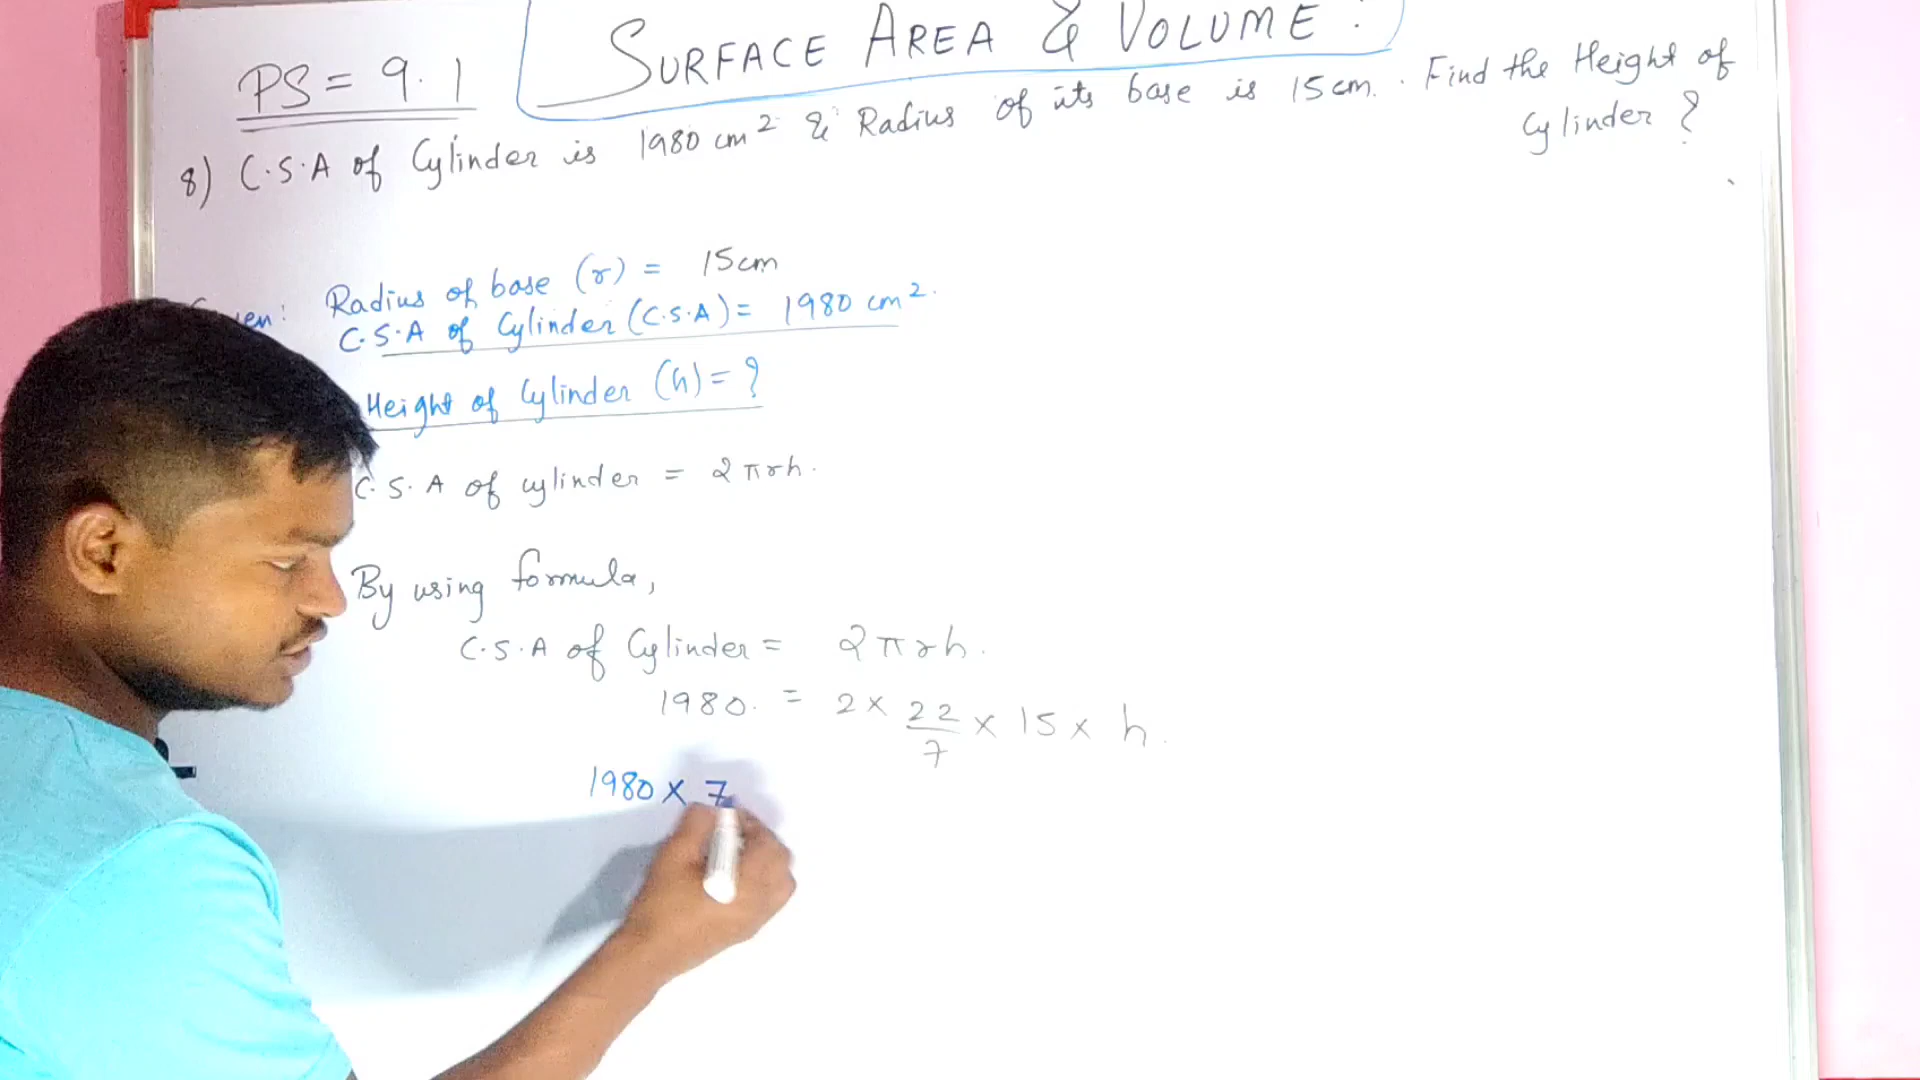 SURFACE AREA & VOLUME :
PS = 9.1
8) C.S.A of Cylinder is 1980 cm² & Radius of its base is 15cm. Find the Height of
Cylinder ?
Radius of base (r) = 15cm
C.S.A of Cylinder (C.S.A) = 1980 cm².
Height of Cylinder (h) = ?
C.S.A of cylinder = 2πrh.
By using formula,
C.S.A of Cylinder = 2πrh.
1980. = 2 × 22/7 × 15 × h.
1980 × 7